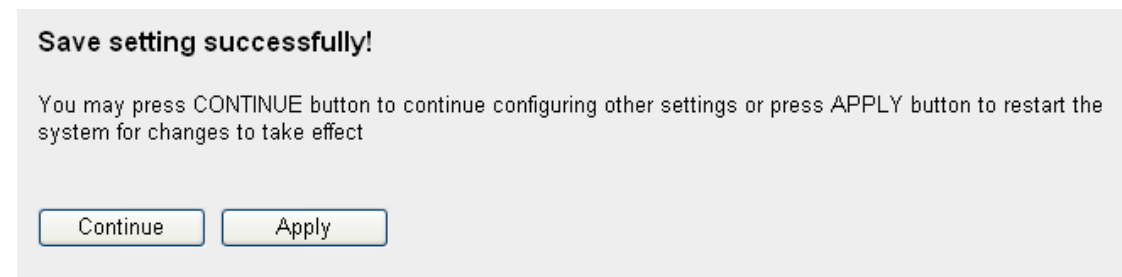 Save setting successfully!
You may press CONTINUE button to continue configuring other settings or press APPLY button to restart the
system for changes to take effect
Continue Apply